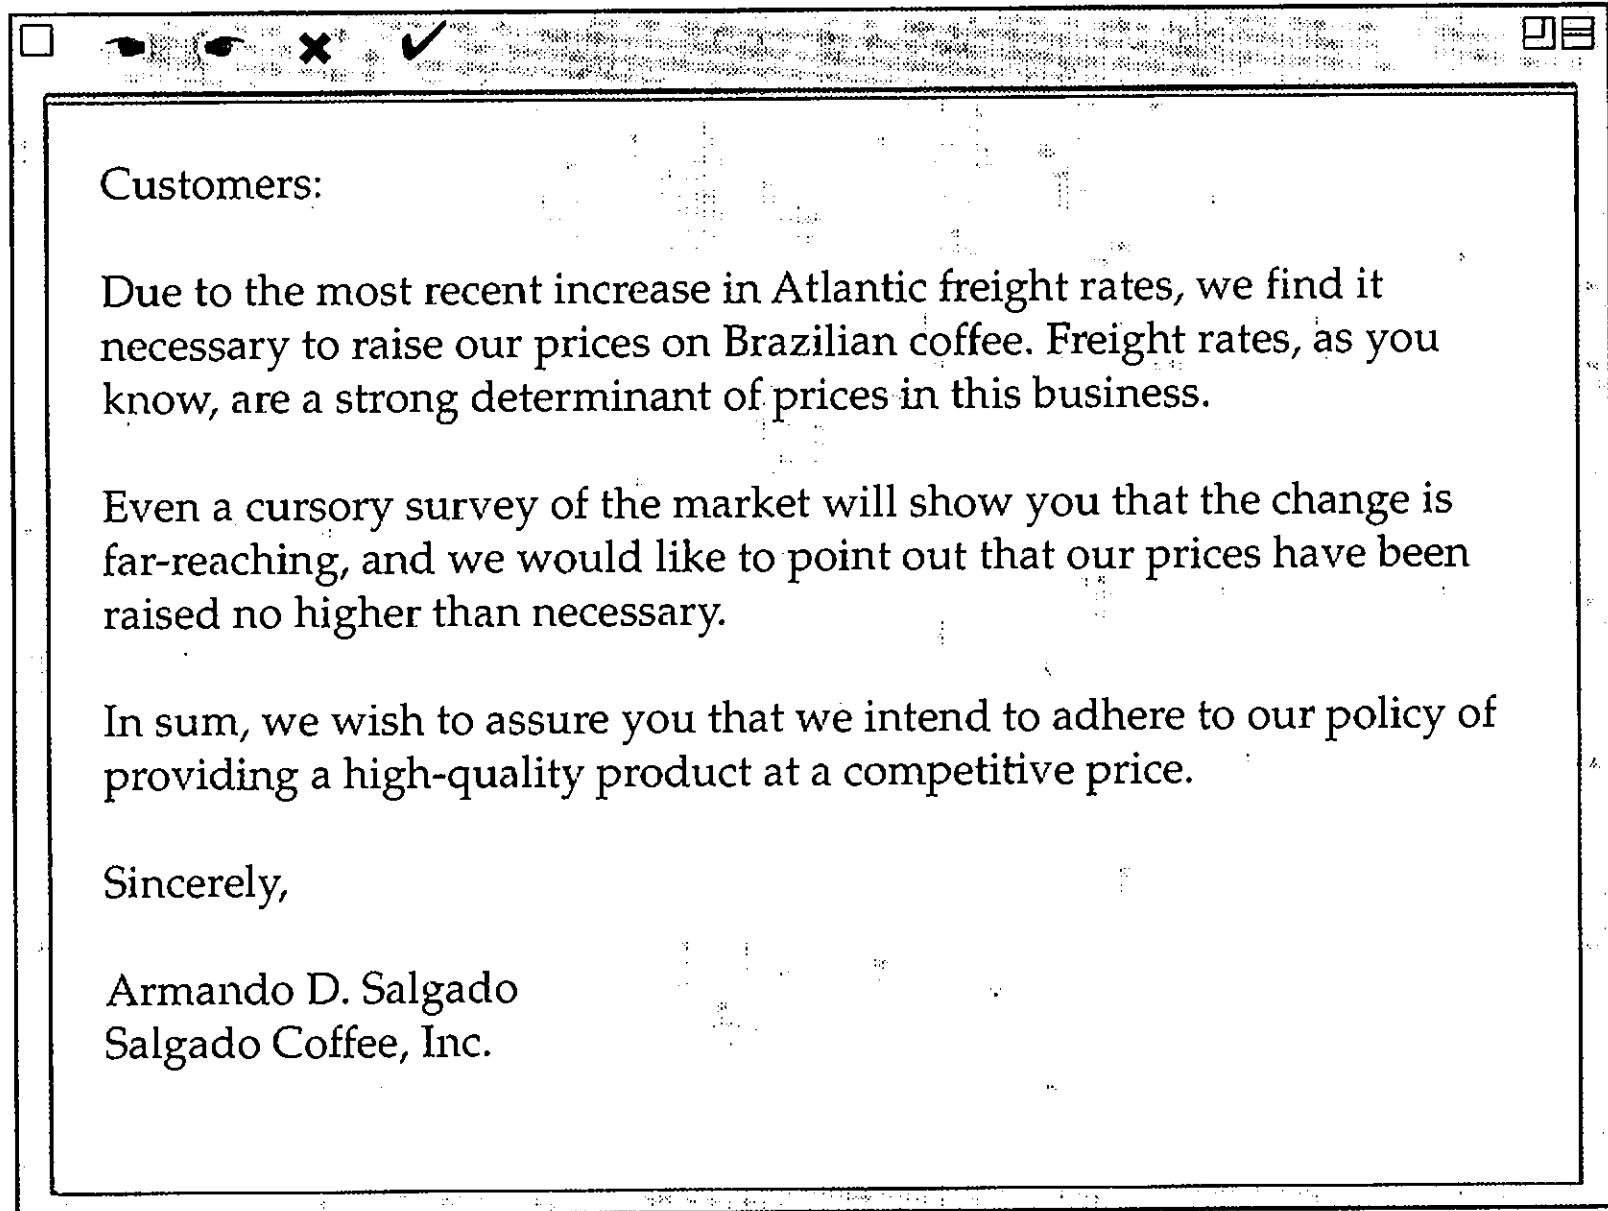 Customers:
Due to the most recent increase in Atlantic freight rates, we find it
necessary to raise our prices on Brazilian coffee. Freight rates, as you
know, are a strong determinant of prices in this business.
Even a cursory survey of the market will show you that the change is
far-reaching, and we would like to point out that our prices have been
raised no higher than necessary.
In sum, we wish to assure you that we intend to adhere to our policy of
providing a high-quality product at a competitive price.
Sincerely,
Armando D. Salgado
Salgado Coffee, Inc.